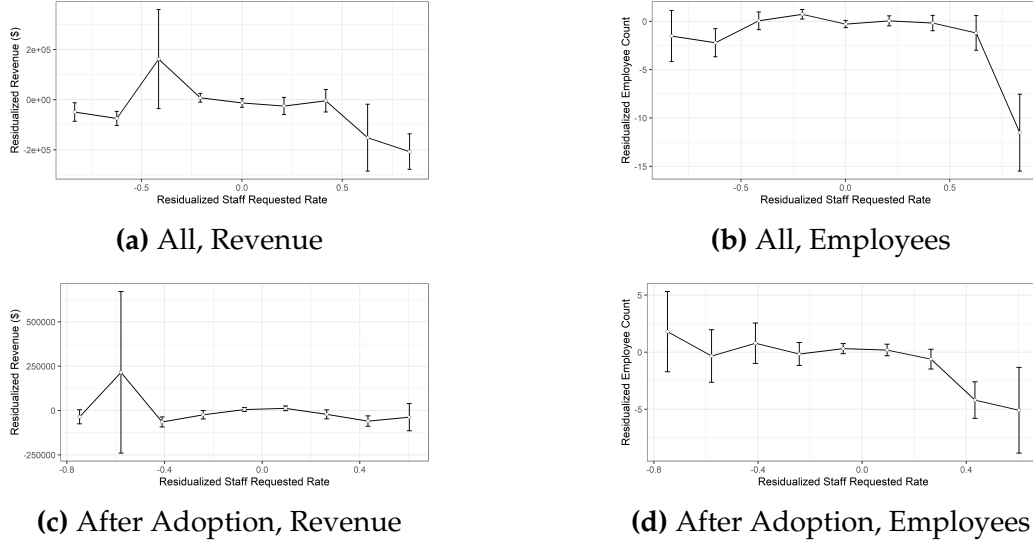 Residualized Revenue ($)
2e+05
0e+00
-2e+05
-0.5
0.0
0.5
Residualized Staff Requested Rate
(a) All, Revenue
Residualized Employee Count
0
-5
-10
-15
-0.5
0.0
0.5
Residualized Staff Requested Rate
(b) All, Employees
Residualized Revenue ($)
500000
250000
0
-250000
-0.8
-0.4
0.0
0.4
Residualized Staff Requested Rate
(c) After Adoption, Revenue
Residualized Employee Count
5
0
-5
-0.8
-0.4
0.0
0.4
Residualized Staff Requested Rate
(d) After Adoption, Employees